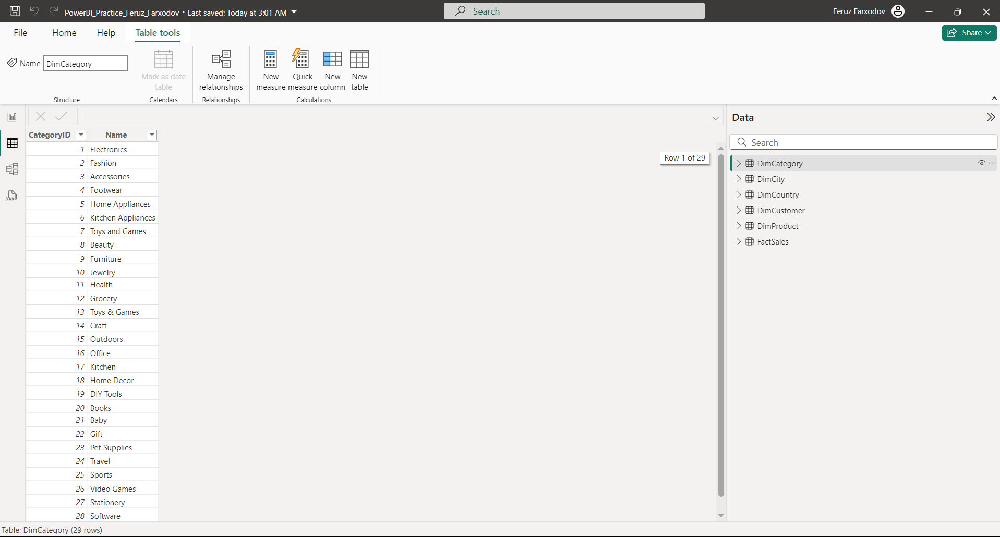 PowerBI_Practice_Feruz_Farxodov • Last saved: Today at 3:01 AM
Search
Feruz Farxodov
File Home Help Table tools
Share
Name DimCategory
Mark as date table
Manage relationships
New measure
Quick measure
New column
New table
Structure Calendars Relationships Calculations
Data
CategoryID Name
Search
1 Electronics
2 Fashion
3 Accessories
4 Footwear
5 Home Appliances
6 Kitchen Appliances
7 Toys and Games
8 Beauty
9 Furniture
10 Jewelry
11 Health
12 Grocery
13 Toys & Games
14 Craft
15 Outdoors
16 Office
17 Kitchen
18 Home Decor
19 DIY Tools
20 Books
21 Baby
22 Gift
23 Pet Supplies
24 Travel
25 Sports
26 Video Games
27 Stationery
28 Software
Row 1 of 29
DimCategory
DimCity
DimCountry
DimCustomer
DimProduct
FactSales
DAX
Table: DimCategory (29 rows)